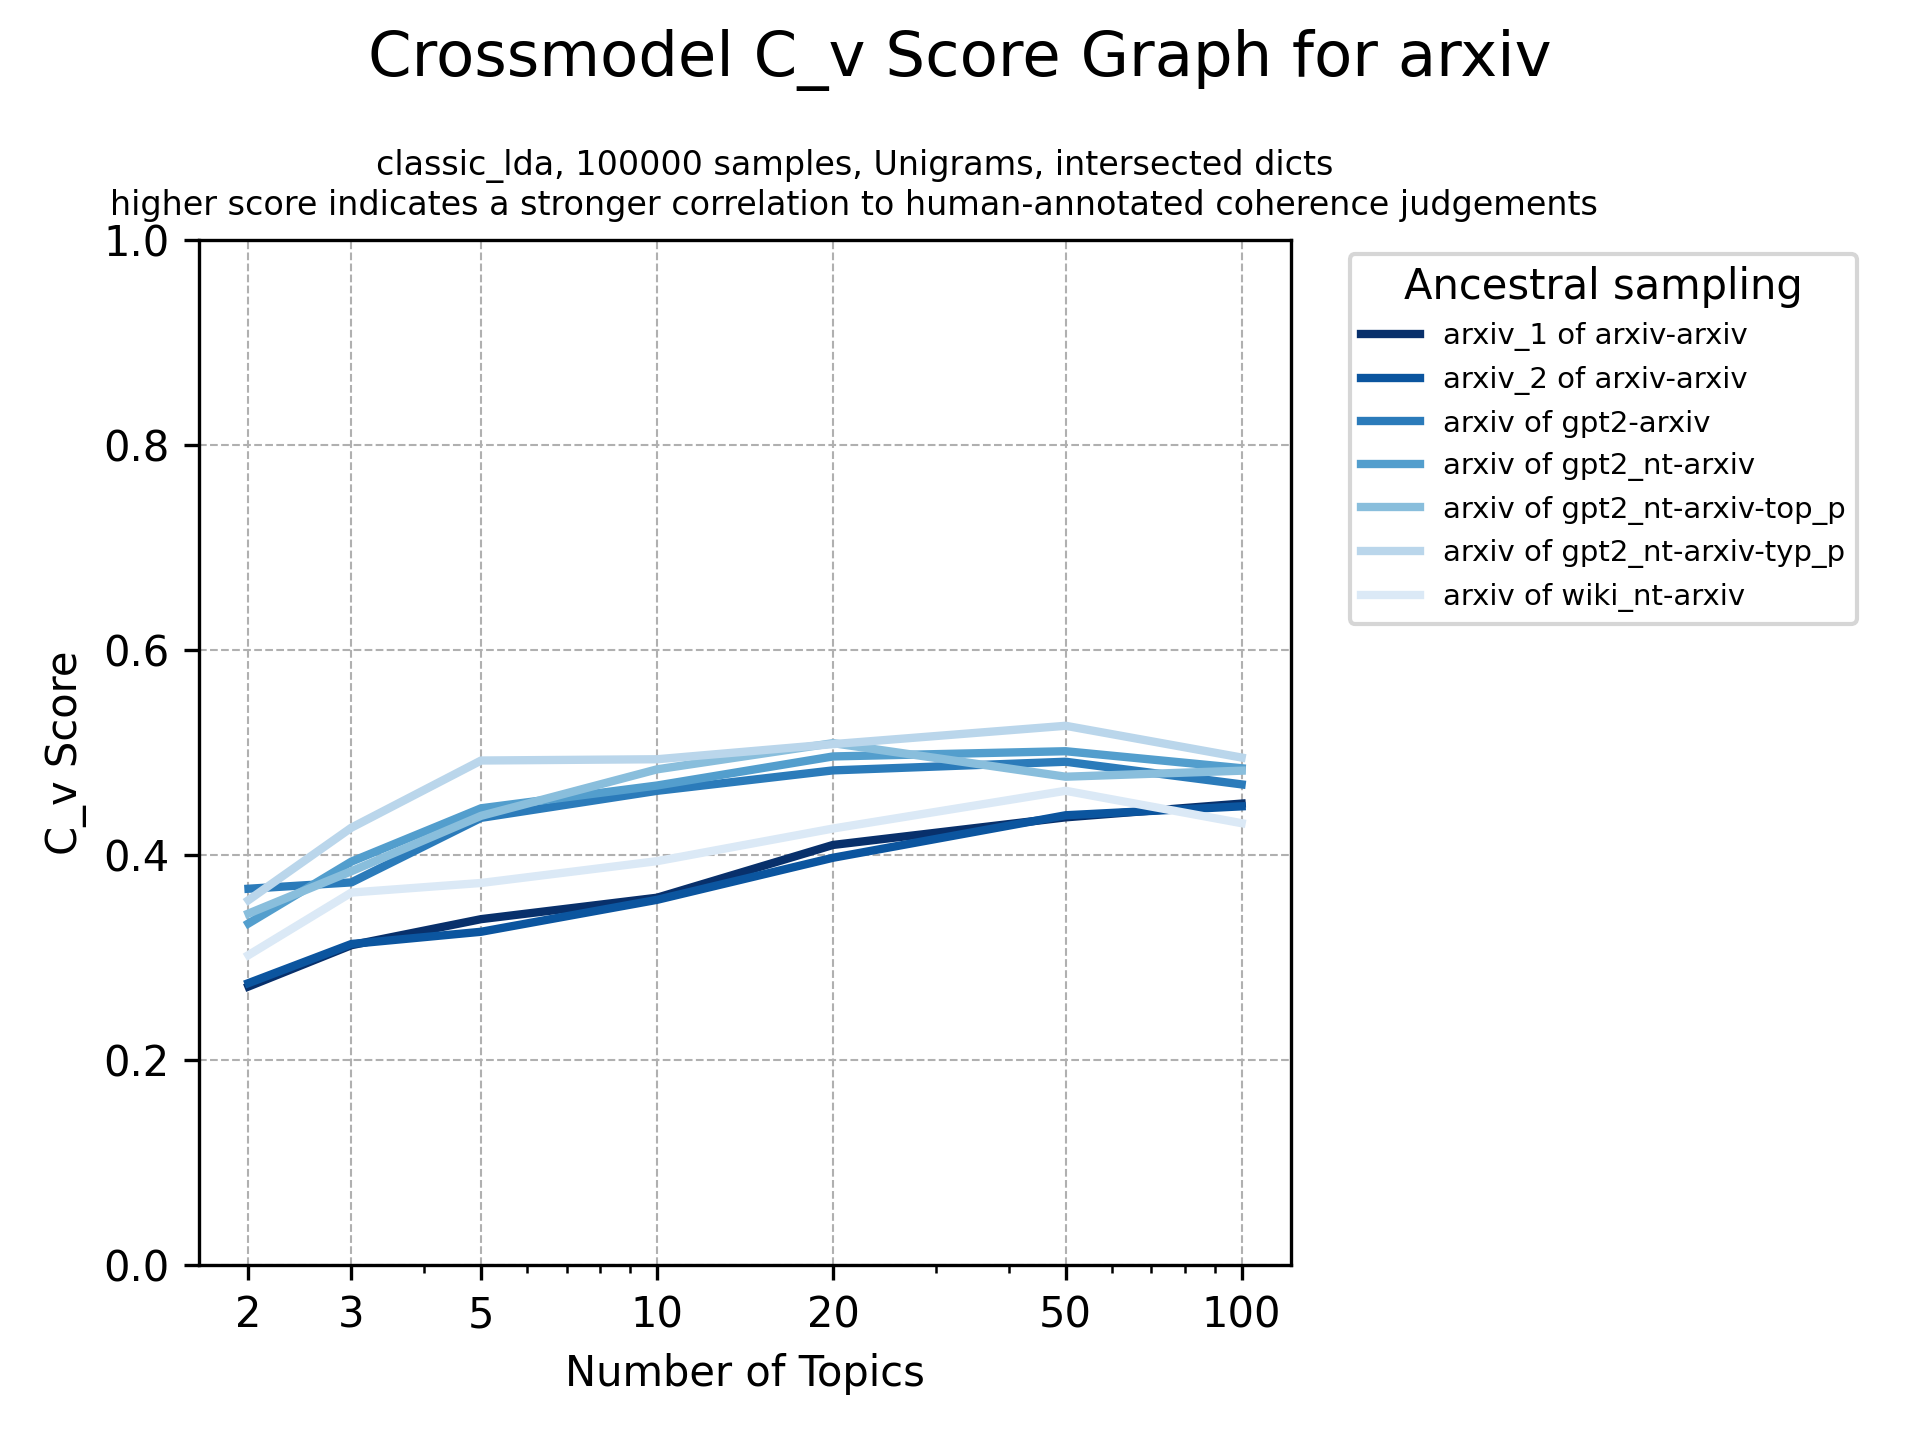 Crossmodel C_v Score Graph for arxiv
classic_lda, 100000 samples, Unigrams, intersected dicts
higher score indicates a stronger correlation to human-annotated coherence judgements
1.0
0.8
0.6
0.4
0.2
0.0
C_v Score
2 3 5 10 20 50 100
Number of Topics
Ancestral sampling
arxiv_1 of arxiv-arxiv
arxiv_2 of arxiv-arxiv
arxiv of gpt2-arxiv
arxiv of gpt2_nt-arxiv
arxiv of gpt2_nt-arxiv-top_p
arxiv of gpt2_nt-arxiv-typ_p
arxiv of wiki_nt-arxiv